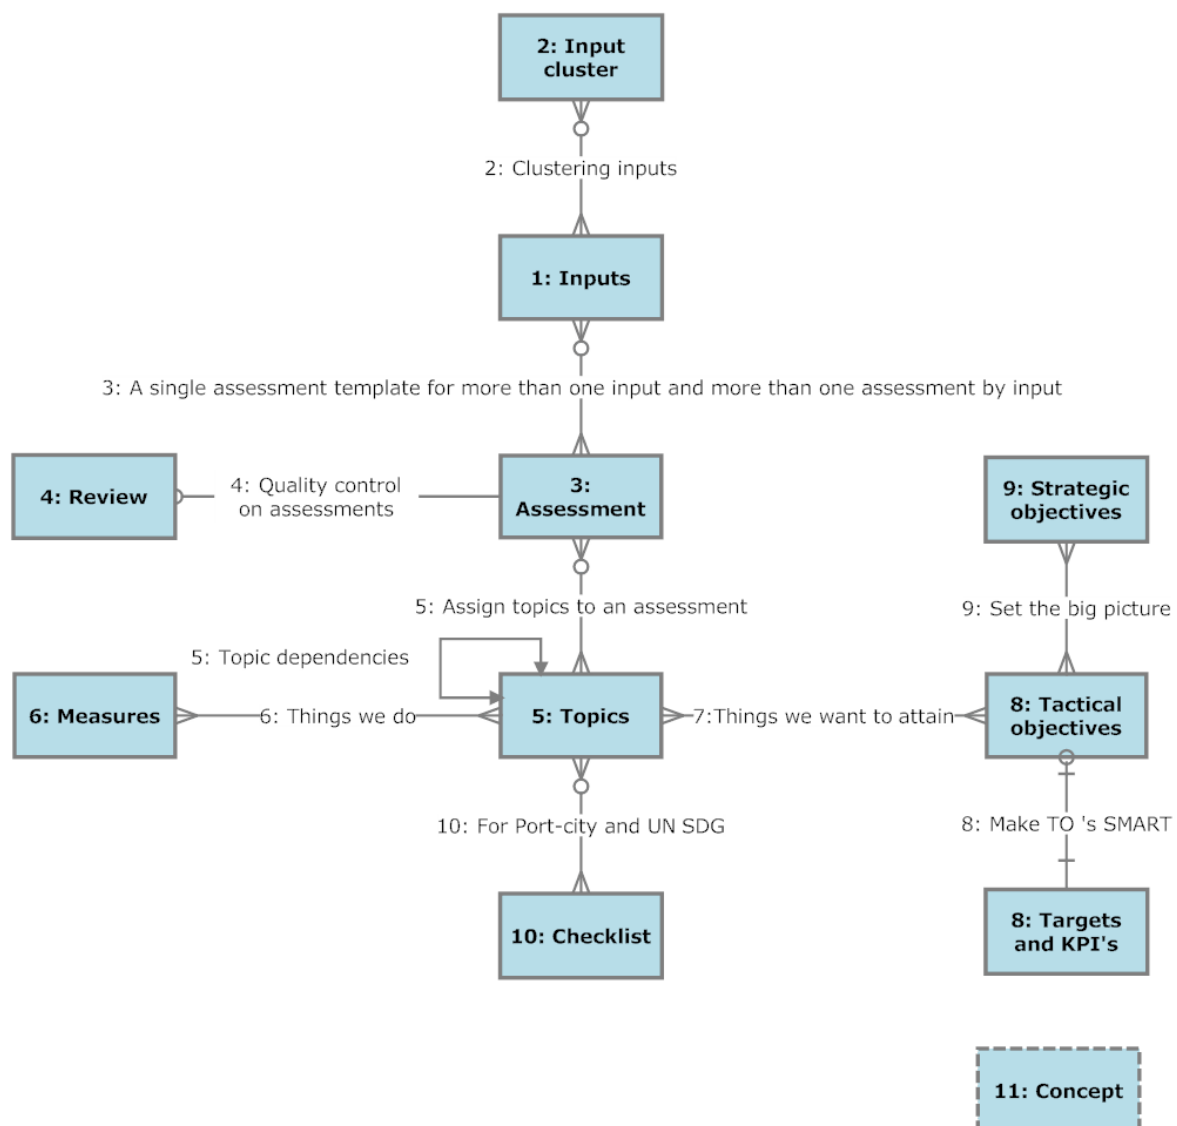 2: Input
cluster
2: Clustering inputs
1: Inputs
3: A single assessment template for more than one input and more than one assessment by input
4: Review
4: Quality control
on assessments
3:
Assessment
9: Strategic
objectives
5: Assign topics to an assessment
9: Set the big picture
5: Topic dependencies
6: Measures
6: Things we do
5: Topics
7:Things we want to attain
8: Tactical
objectives
10: For Port-city and UN SDG
8: Make TO 's SMART
10: Checklist
8: Targets
and KPI's
11: Concept